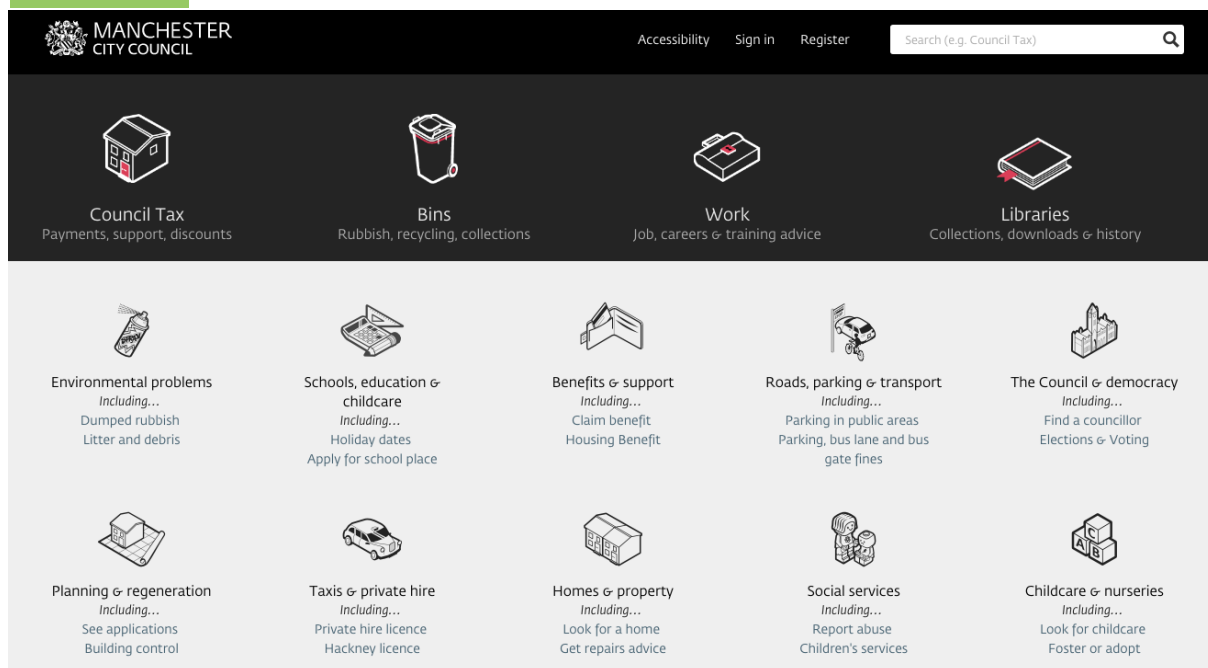 MANCHESTER
CITY COUNCIL
Accessibility
Sign in
Register
Search (e.g. Council Tax)
Council Tax
Payments, support, discounts
Bins
Rubbish, recycling, collections
Work
Job, careers & training advice
Libraries
Collections, downloads & history
Environmental problems
Including...
Dumped rubbish
Litter and debris
Schools, education &
childcare
Including...
Holiday dates
Apply for school place
Benefits & support
Including...
Claim benefit
Housing Benefit
Roads, parking & transport
Including...
Parking in public areas
Parking, bus lane and bus
gate fines
The Council & democracy
Including...
Find a councillor
Elections & Voting
Planning & regeneration
Including...
See applications
Building control
Taxis & private hire
Including...
Private hire licence
Hackney licence
Homes & property
Including...
Look for a home
Get repairs advice
Social services
Including...
Report abuse
Children's services
C
A B
Childcare & nurseries
Including...
Look for childcare
Foster or adopt